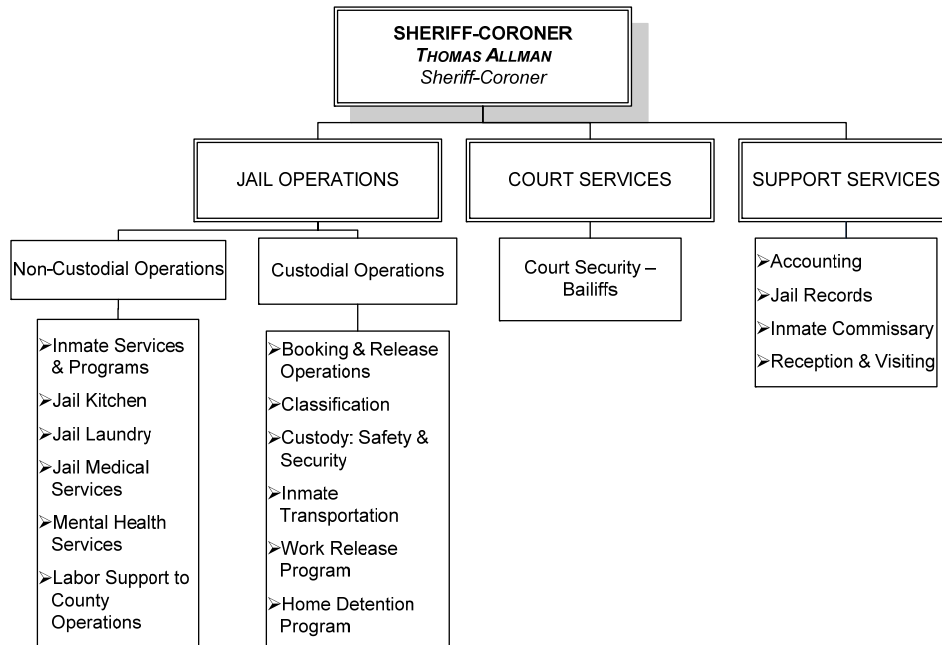 SHERIFF-CORONER
THOMAS ALLMAN
Sheriff-Coroner
JAIL OPERATIONS
COURT SERVICES
SUPPORT SERVICES
Non-Custodial Operations
Custodial Operations
Court Security –
Bailiffs
➢Accounting
➢Jail Records
➢Inmate Commissary
➢Reception & Visiting
➢Inmate Services
& Programs
➢Jail Kitchen
➢Jail Laundry
➢Jail Medical
Services
➢Mental Health
Services
➢Labor Support to
County
Operations
➢Booking & Release
Operations
➢Classification
➢Custody: Safety &
Security
➢Inmate
Transportation
➢Work Release
Program
➢Home Detention
Program